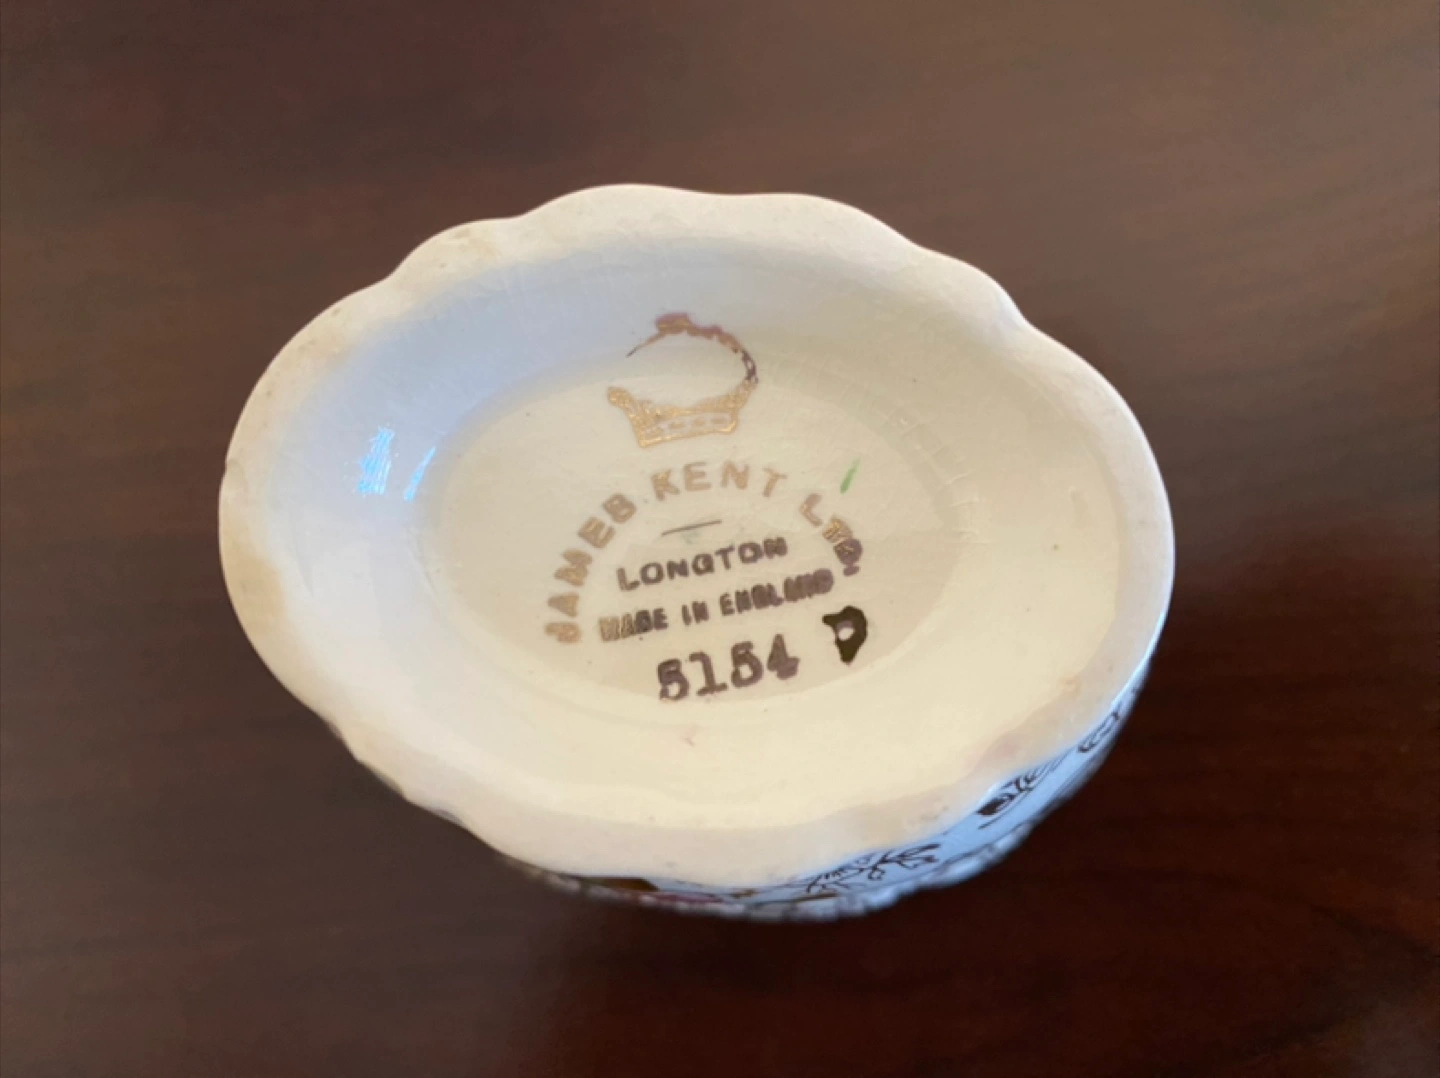 JAMES KENT LTD.
LONGTON
MADE IN ENGLAND
5154 D